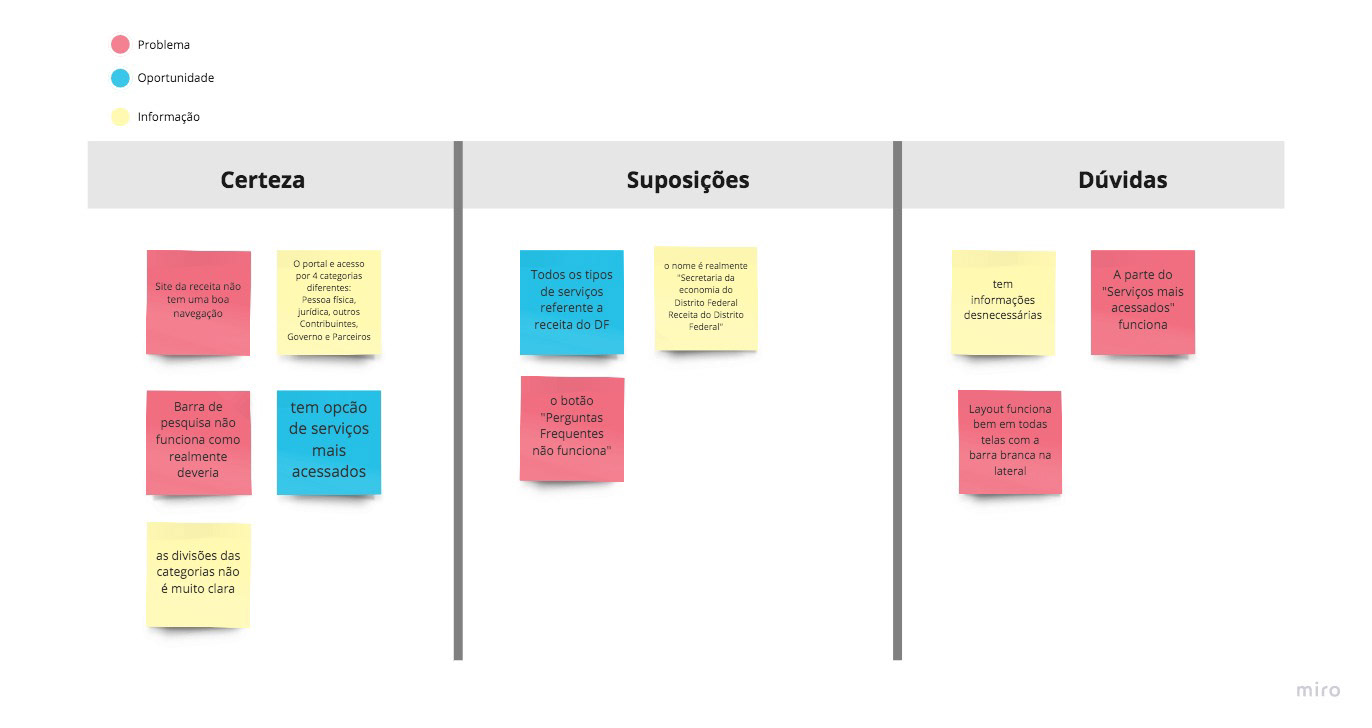 Problema
Oportunidade
Informação
Certeza
Suposições
Dúvidas
Site da receita não
tem uma boa
navegação
O portal e acesso
por 4 categorias
diferentes:
Pessoa física,
jurídica, outros
Contribuintes,
Governo e Parceiros
Barra de
pesquisa não
funciona como
realmente
deveria
tem opcão
de serviços
mais
acessados
as divisões das
categorias não
é muito clara
Todos os tipos
de serviços
referente a
receita do DF
o nome é realmente
"Secretaria da
economia do
Distrito Federal
Receita do Distrito
Federal"
o botão
"Perguntas
Frequentes
não funciona"
tem
informações
desnecessárias
A parte do
"Serviços mais
acessados"
funciona
Layout funciona
bem em todas
telas com a
barra branca na
lateral
miro